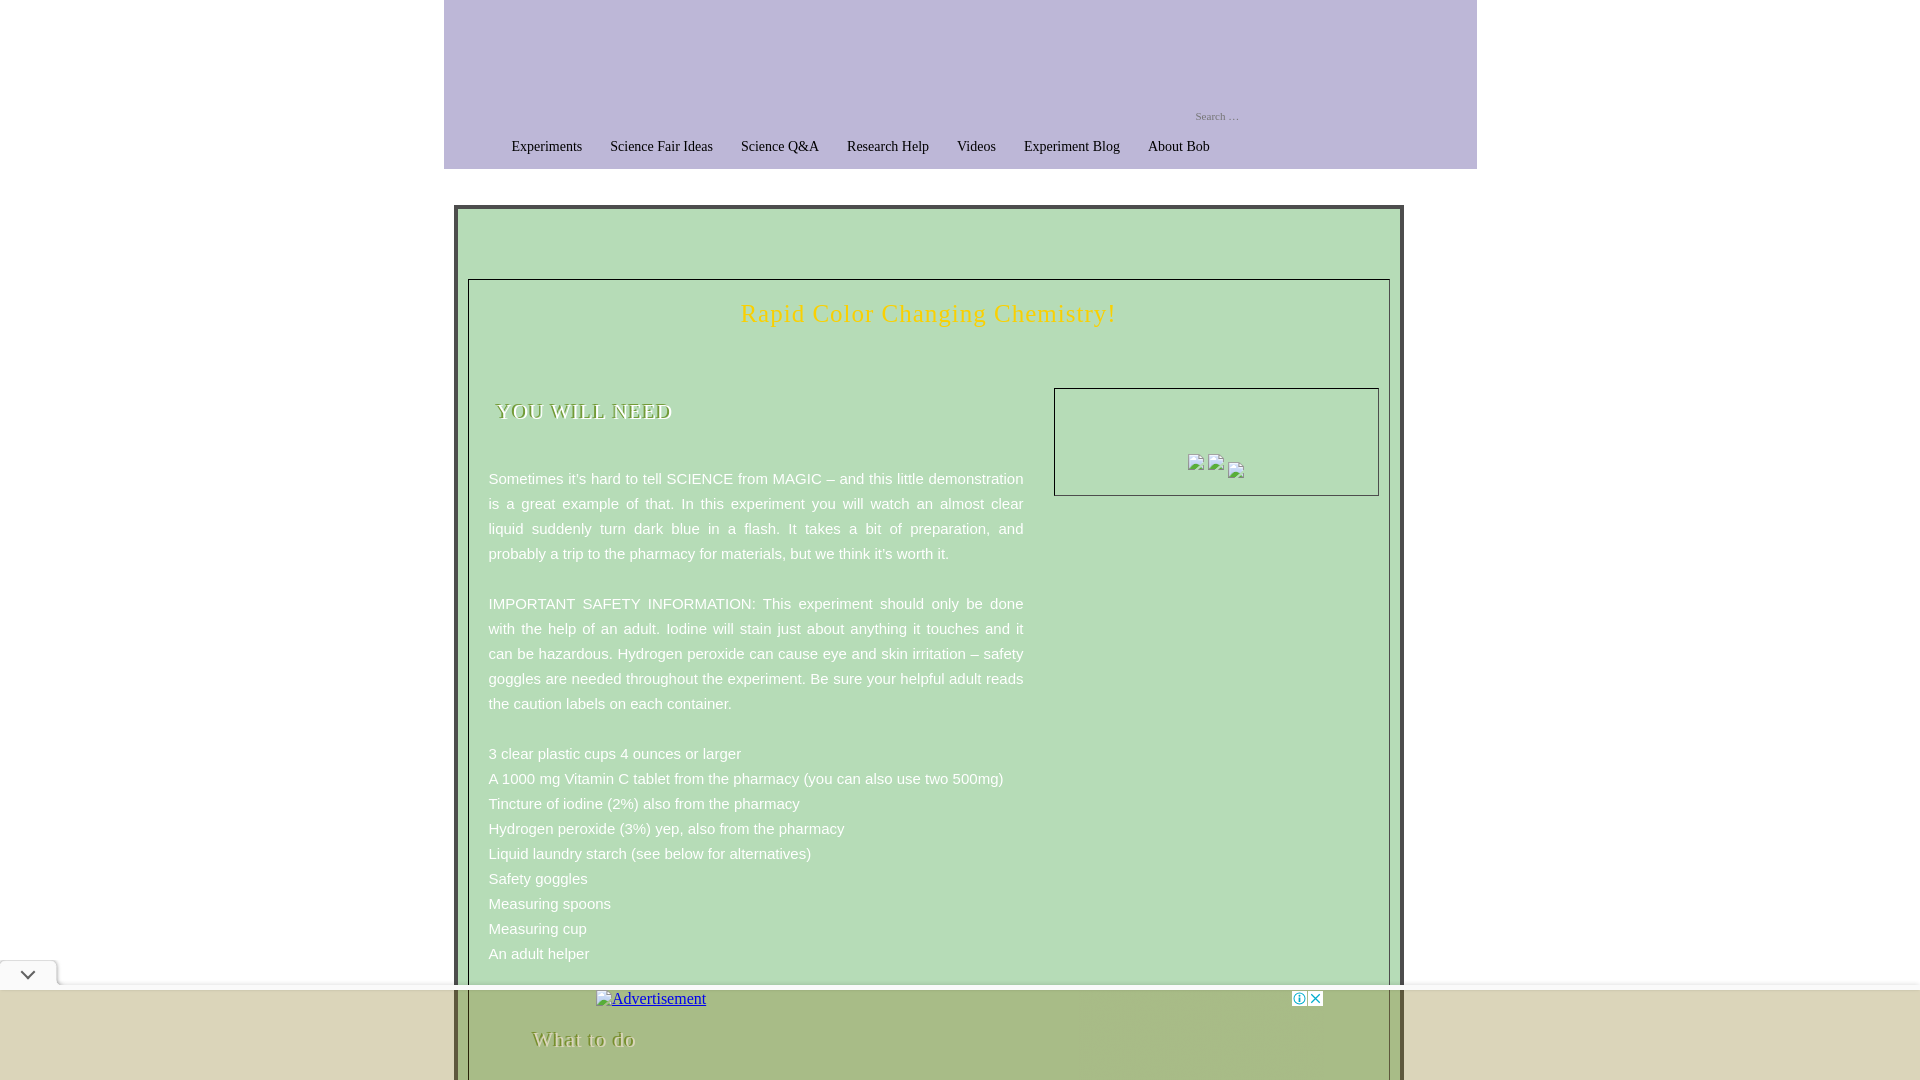 Search …
Experiments Science Fair Ideas Science Q&A Research Help Videos Experiment Blog About Bob
Rapid Color Changing Chemistry!
YOU WILL NEED
Sometimes it’s hard to tell SCIENCE from MAGIC – and this little demonstration
is a great example of that. In this experiment you will watch an almost clear
liquid suddenly turn dark blue in a flash. It takes a bit of preparation, and
probably a trip to the pharmacy for materials, but we think it’s worth it.
IMPORTANT SAFETY INFORMATION: This experiment should only be done
with the help of an adult. Iodine will stain just about anything it touches and it
can be hazardous. Hydrogen peroxide can cause eye and skin irritation – safety
goggles are needed throughout the experiment. Be sure your helpful adult reads
the caution labels on each container.
3 clear plastic cups 4 ounces or larger
A 1000 mg Vitamin C tablet from the pharmacy (you can also use two 500mg)
Tincture of iodine (2%) also from the pharmacy
Hydrogen peroxide (3%) yep, also from the pharmacy
Liquid laundry starch (see below for alternatives)
Safety goggles
Measuring spoons
Measuring cup
An adult helper
Advertisement
What to do